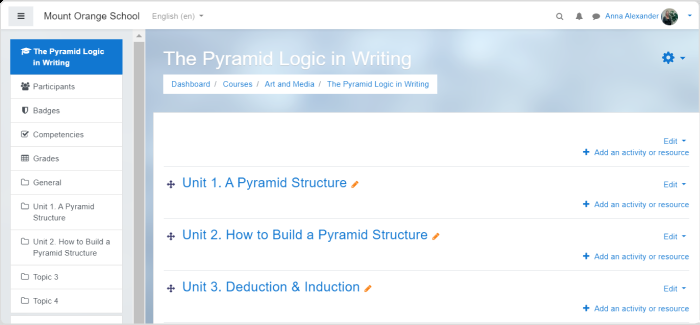 Mount Orange School
English (en)
Anna Alexander
The Pyramid Logic
in Writing
Participants
Badges
Competencies
Grades
General
Unit 1. A Pyramid
Structure
Unit 2. How to Build a
Pyramid Structure
Topic 3
Topic 4
The Pyramid Logic in Writing
Dashboard / Courses / Art and Media / The Pyramid Logic in Writing
Edit
Add an activity or resource
Unit 1. A Pyramid Structure
Edit
Add an activity or resource
Unit 2. How to Build a Pyramid Structure
Edit
Add an activity or resource
Unit 3. Deduction & Induction
Edit
Add an activity or resource